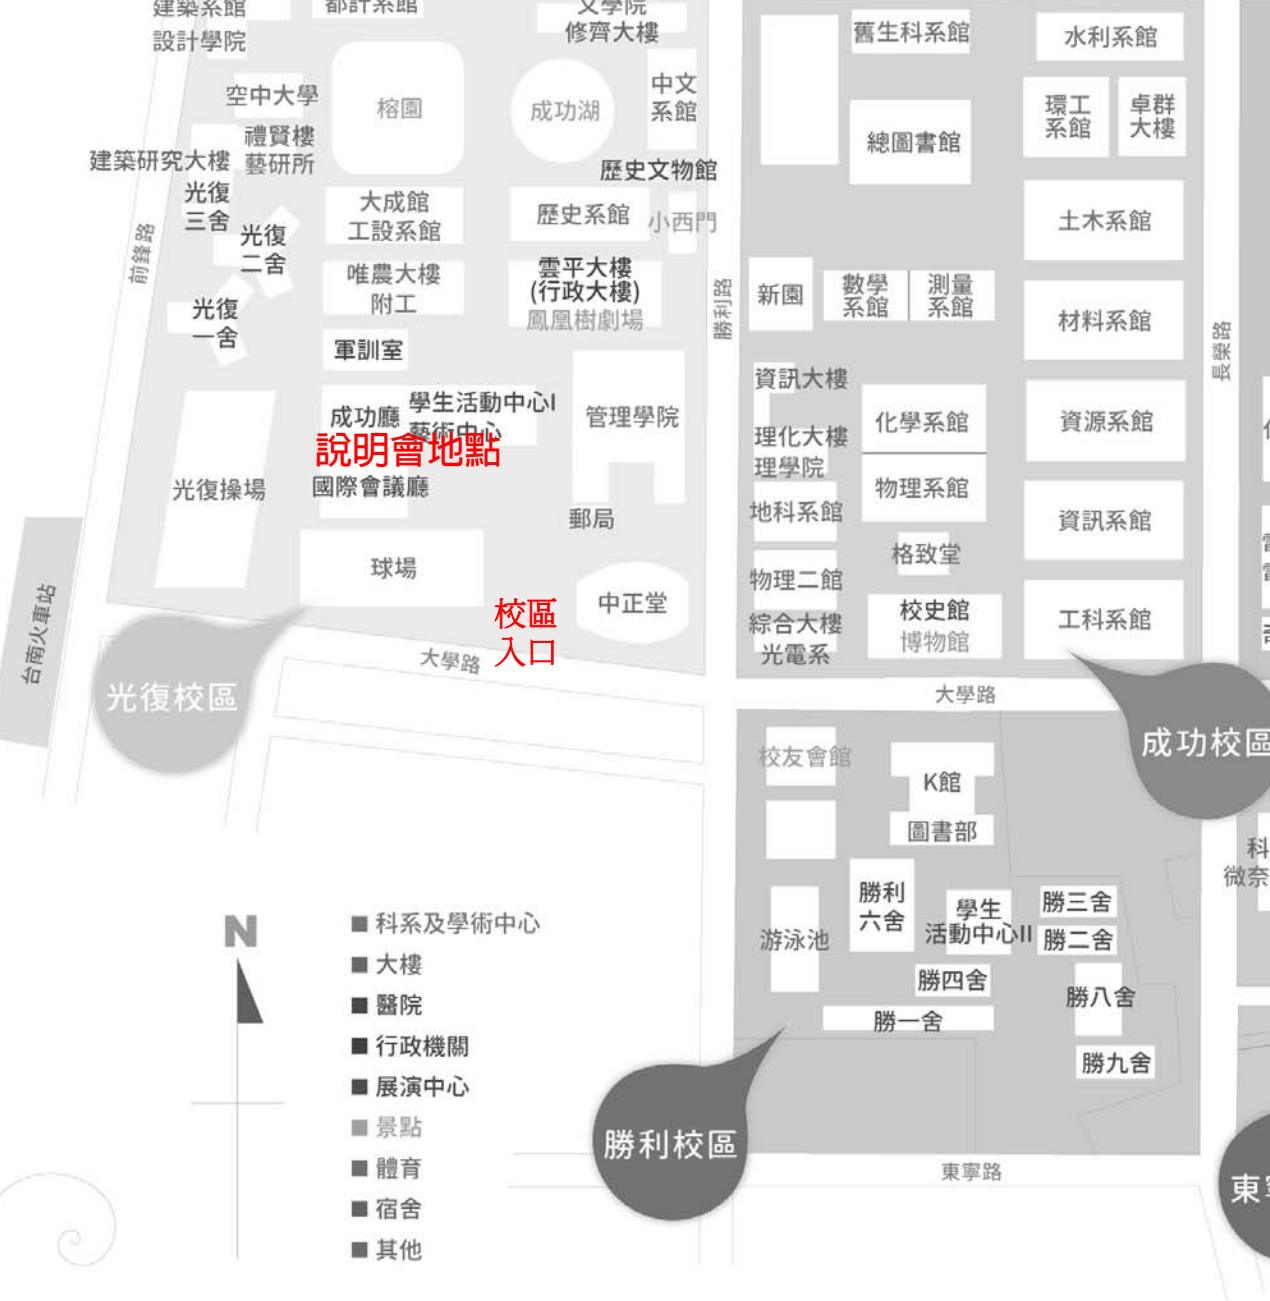 建築系館
設計學院
都計系館
文學院
修齊大樓
空中大學
榕園
成功湖
中文
系館
禮賢樓
藝研所
建築研究大樓
歷史文物館
光復
三舍
大成館
工設系館
歷史系館
小西門
光復
二舍
唯農大樓
附工
雲平大樓
(行政大樓)
鳳凰樹劇場
前鋒路
光復
一舍
軍訓室
成功廳
學生活動中心I
藝術中心
管理學院
說明會地點
光復操場
國際會議廳
郵局
球場
中正堂
校區
入口
台南火車站
大學路
光復校區
勝利路
舊生科系館
水利系館
總圖書館
環工
系館
卓群
大樓
土木系館
新園
數學
系館
測量
系館
材料系館
長榮路
資訊大樓
化學系館
資源系館
理化大樓
理學院
物理系館
地科系館
資訊系館
格致堂
物理二館
校史館
博物館
工科系館
綜合大樓
光電系
大學路
成功校區
校友會館
K館
圖書部
勝利
六舍
學生
活動中心II
勝三舍
勝二舍
游泳池
勝四舍
勝八舍
勝一舍
勝九舍
勝利校區
東寧路
科
微奈
東
N
科系及學術中心
大樓
醫院
行政機關
展演中心
景點
體育
宿舍
其他